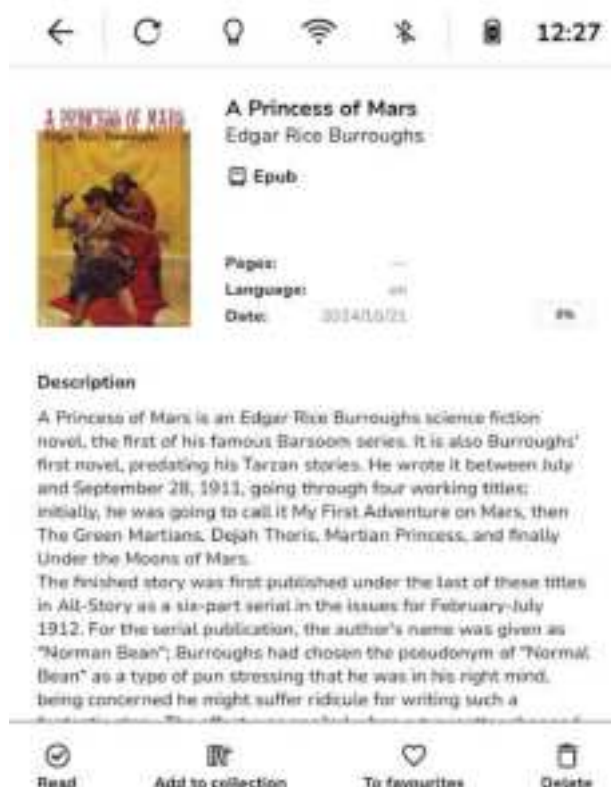 12:27
A PRINCESS OF MARS
Edgar Rice Burroughs
A Princess of Mars
Edgar Rice Burroughs
Epub
Pages: --
Language: en
Date: 2024/10/21
0%
Description
A Princess of Mars is an Edgar Rice Burroughs science fiction
novel, the first of his famous Barsoom series. It is also Burroughs'
first novel, predating his Tarzan stories. He wrote it between July
and September 28, 1911, going through four working titles;
initially, he was going to call it My First Adventure on Mars, then
The Green Martians, Dejah Thoris, Martian Princess, and finally
Under the Moons of Mars.
The finished story was first published under the last of these titles
in All-Story as a six-part serial in the issues for February-July
1912. For the serial publication, the author's name was given as
"Norman Bean"; Burroughs had chosen the pseudonym of "Normal
Bean" as a type of pun stressing that he was in his right mind,
being concerned he might suffer ridicule for writing such a
Read
Add to collection
To favourites
Delete